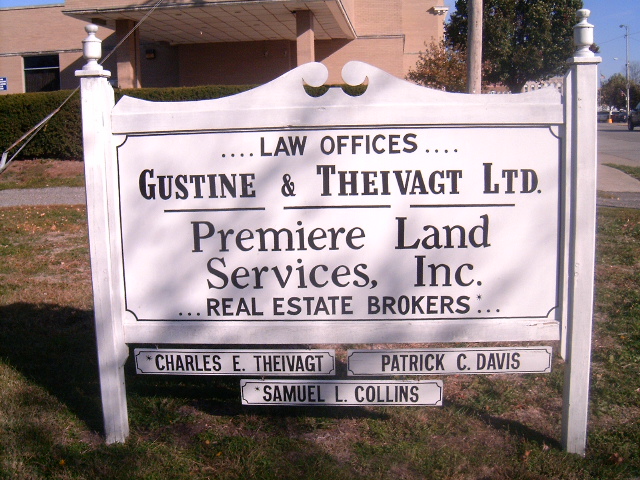 ....LAW OFFICES....
GUSTINE & THEIVAGT LTD.
Premiere Land
Services, Inc.
...REAL ESTATE BROKERS*...
*CHARLES E. THEIVAGT
PATRICK C. DAVIS
*SAMUEL L. COLLINS